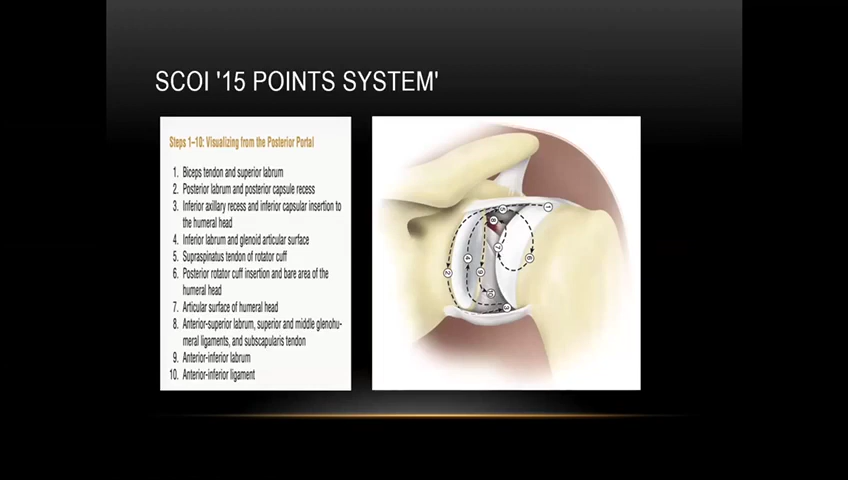 SCOI '15 POINTS SYSTEM'
Steps 1–10: Visualizing from the Posterior Portal
1. Biceps tendon and superior labrum
2. Posterior labrum and posterior capsule recess
3. Inferior axillary recess and inferior capsular insertion to
the humeral head
4. Inferior labrum and glenoid articular surface
5. Supraspinatus tendon of rotator cuff
6. Posterior rotator cuff insertion and bare area of the
humeral head
7. Articular surface of humeral head
8. Anterior-superior labrum, superior and middle glenohu-
meral ligaments, and subscapularis tendon
9. Anterior-inferior labrum
10. Anterior-inferior ligament